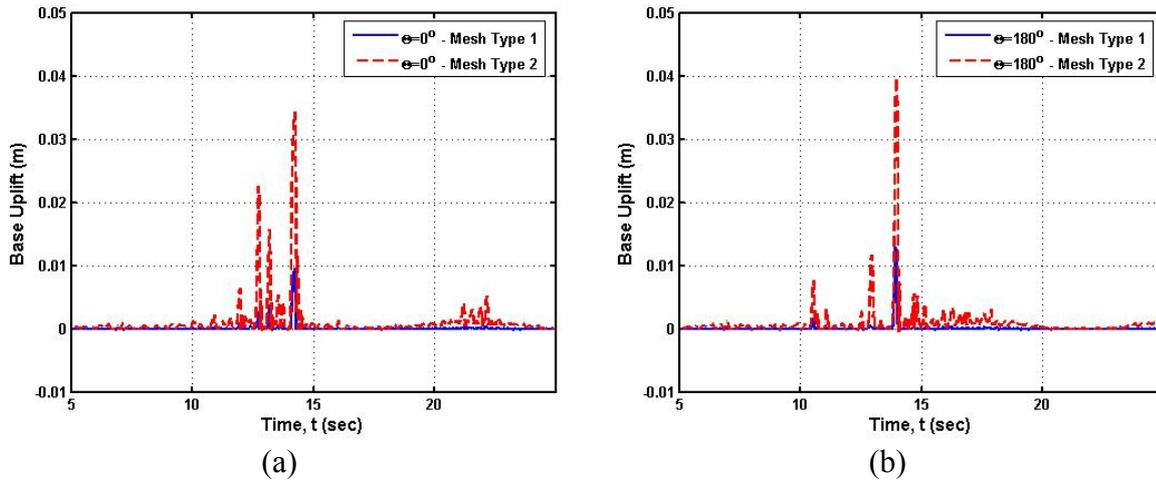 0.05
0.04
0.03
0.02
0.01
0
-0.01
Base Uplift (m)
Θ=0° - Mesh Type 1
Θ=0° - Mesh Type 2
5 10 15 20
Time, t (sec)
(a)
0.05
0.04
0.03
0.02
0.01
0
-0.01
Base Uplift (m)
Θ=180° - Mesh Type 1
Θ=180° - Mesh Type 2
5 10 15 20
Time, t (sec)
(b)